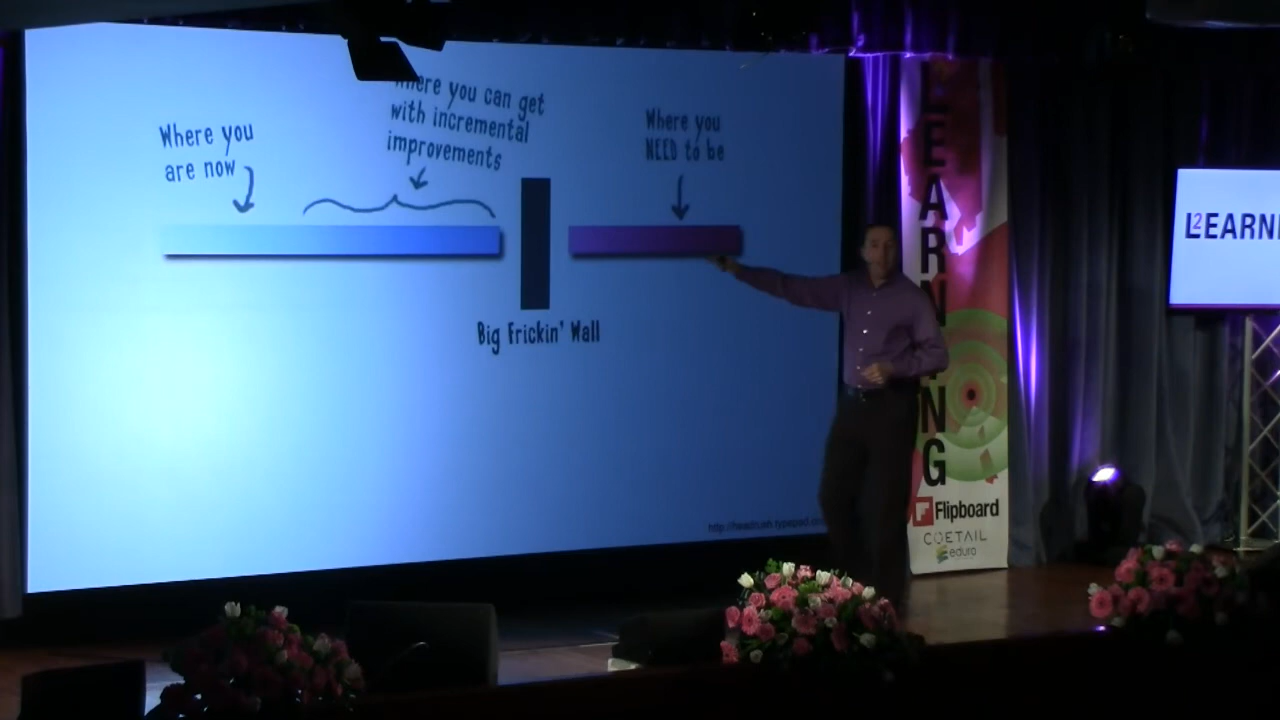 Where you
are now
where you can get
with incremental
improvements
Where you
NEED to be
Big Frickin' Wall
LEARNING
Flipboard
COETAIL
eduro
L2EARNI